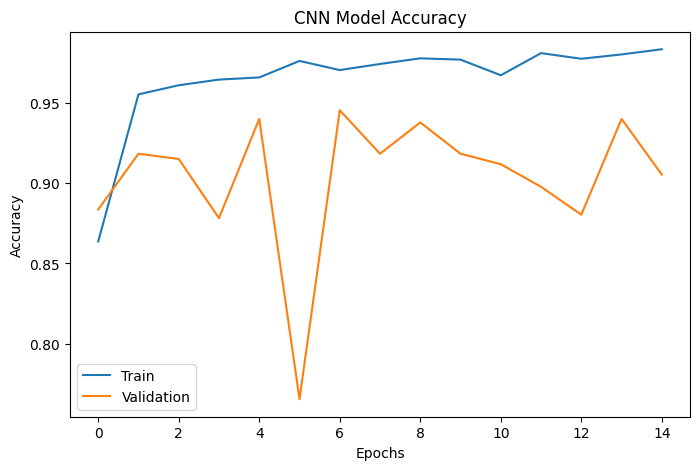 CNN Model Accuracy
Accuracy
0.95
0.90
0.85
0.80
Train
Validation
0 2 4 6 8 10 12 14
Epochs